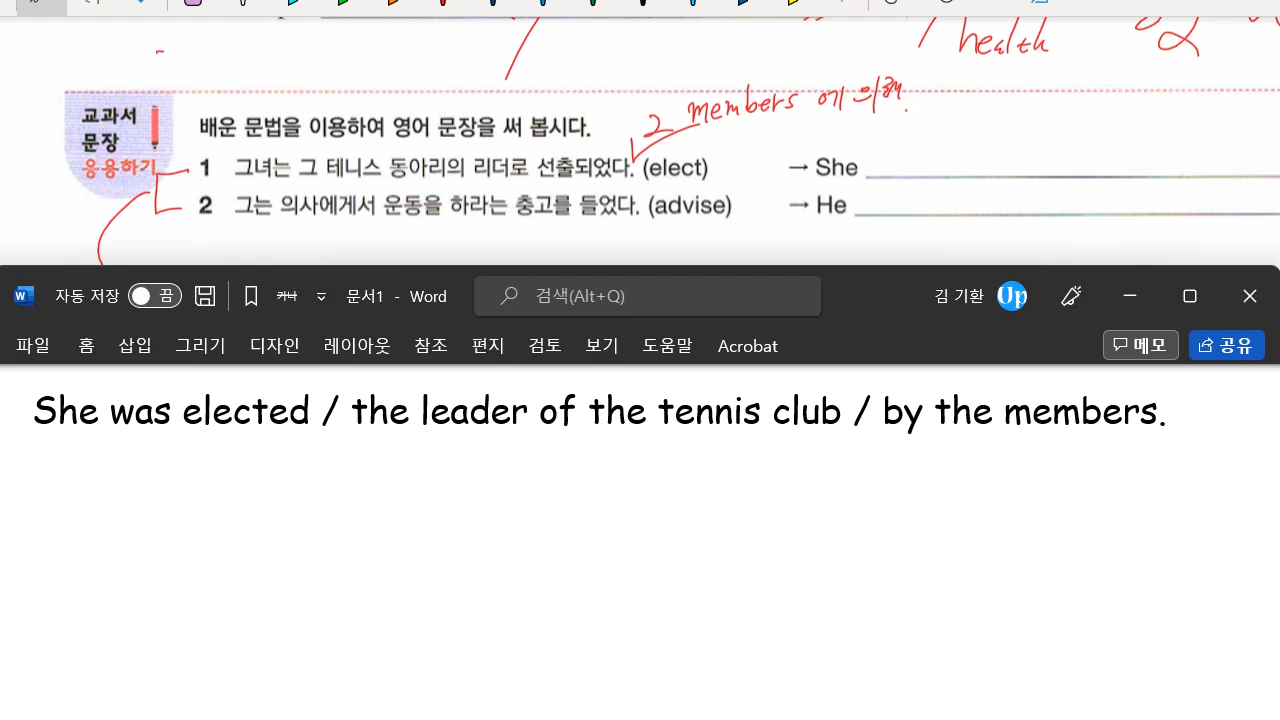 health
2 members 에 의해.
교과서
문장
응용하기
배운 문법을 이용하여 영어 문장을 써 봅시다.
1 그녀는 그 테니스 동아리의 리더로 선출되었다. (elect) → She
2 그는 의사에게서 운동을 하라는 충고를 들었다. (advise) → He
자동 저장 끔 가나 문서1 - Word 검색(Alt+Q) 김 기환 Up
파일 홈 삽입 그리기 디자인 레이아웃 참조 편지 검토 보기 도움말 Acrobat 메모 공유
She was elected / the leader of the tennis club / by the members.